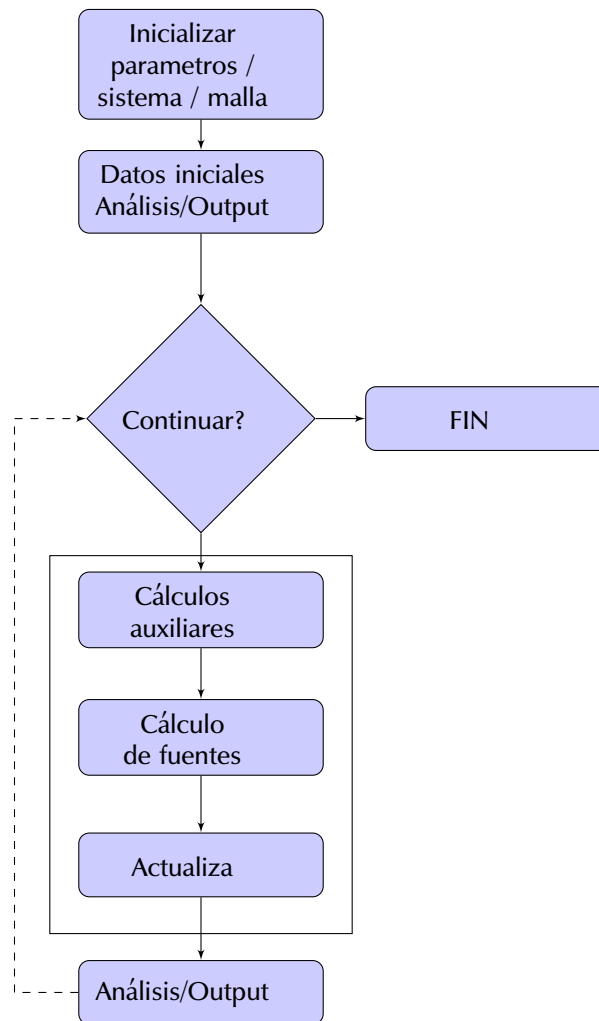 Inicializar
parametros /
sistema / malla
Datos iniciales
Análisis/Output
Continuar?
FIN
Cálculos
auxiliares
Cálculo
de fuentes
Actualiza
Análisis/Output